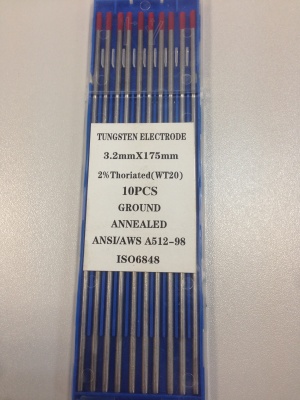 TUNGSTEN ELECTRODE
3.2mmX175mm
2%Thoriated(WT20)
10PCS
GROUND
ANNEALED
ANSI/AWS A512-98
ISO6848